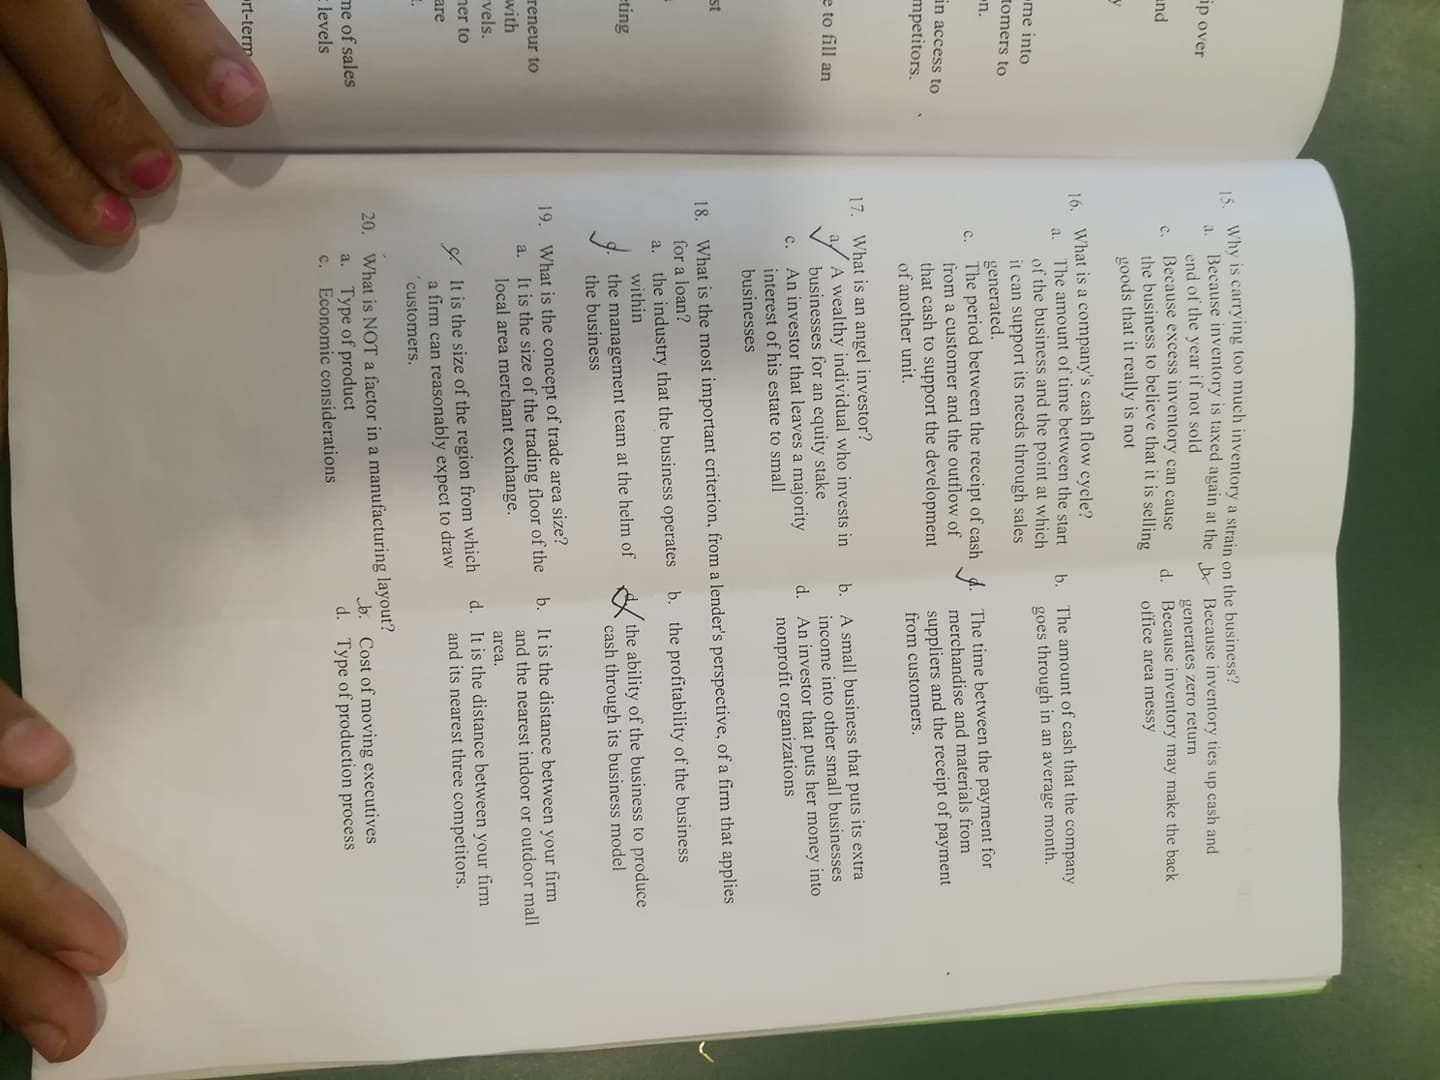 ip over
und
y
me into
tomers to
n.
in access to
mpetitors.
e to fill an
st
ting
reneur to
with
rvels.
ner to
are
me of sales
levels
rt-term
15. Why is carrying too much inventory a strain on the business?
a. Because inventory is taxed again at the end of the year if not sold
b. Because inventory ties up cash and generates zero return
c. Because excess inventory can cause the business to believe that it is selling goods that it really is not
d. Because inventory may make the back office area messy
16. What is a company's cash flow cycle?
a. The amount of time between the start of the business and the point at which it can support its needs through sales generated.
b. The amount of cash that the company goes through in an average month.
c. The period between the receipt of cash from a customer and the outflow of that cash to support the development of another unit.
d. The time between the payment for merchandise and materials from suppliers and the receipt of payment from customers.
17. What is an angel investor?
a. A wealthy individual who invests in businesses for an equity stake
b. A small business that puts its extra income into other small businesses
c. An investor that leaves a majority interest of his estate to small businesses
d. An investor that puts her money into nonprofit organizations
18. What is the most important criterion, from a lender's perspective, of a firm that applies for a loan?
a. the industry that the business operates within
b. the profitability of the business
the management team at the helm of the business
d. the ability of the business to produce cash through its business model
19. What is the concept of trade area size?
a. It is the size of the trading floor of the local area merchant exchange.
b. It is the distance between your firm and the nearest indoor or outdoor mall area.
c. It is the size of the region from which a firm can reasonably expect to draw customers.
d. It is the distance between your firm and its nearest three competitors.
20. What is NOT a factor in a manufacturing layout?
a. Type of product
b. Cost of moving executives
c. Economic considerations
d. Type of production process